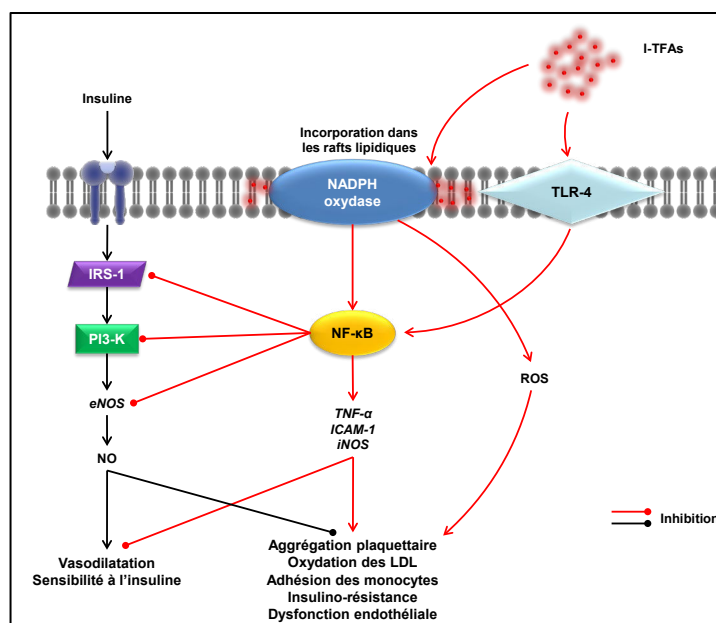 I-TFAs
Insuline
Incorporation dans
les rafts lipidiques
NADPH
oxydase
TLR-4
IRS-1
PI3-K
NF-κB
eNOS
ROS
TNF-α
ICAM-1
iNOS
NO
Inhibition
Vasodilatation
Sensibilité à l'insuline
Aggrégation plaquettaire
Oxydation des LDL
Adhésion des monocytes
Insulino-résistance
Dysfonction endothéliale